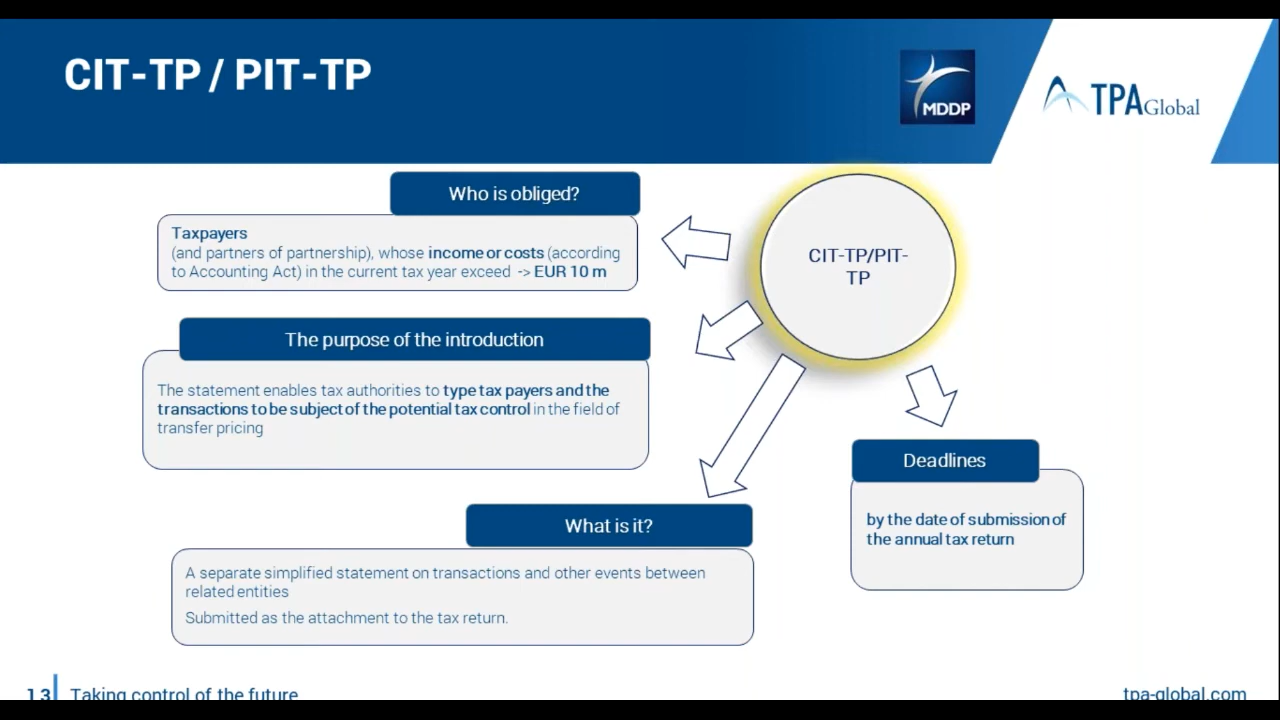 CIT-TP / PIT-TP
MDDP
TPA Global
Who is obliged?
Taxpayers
(and partners of partnership), whose income or costs (according
to Accounting Act) in the current tax year exceed -> EUR 10 m
CIT-TP/PIT-
TP
The purpose of the introduction
The statement enables tax authorities to type tax payers and the
transactions to be subject of the potential tax control in the field of
transfer pricing
Deadlines
by the date of submission of
the annual tax return
What is it?
A separate simplified statement on transactions and other events between
related entities
Submitted as the attachment to the tax return.
1.3 Taking control of the future
tpa-global.com